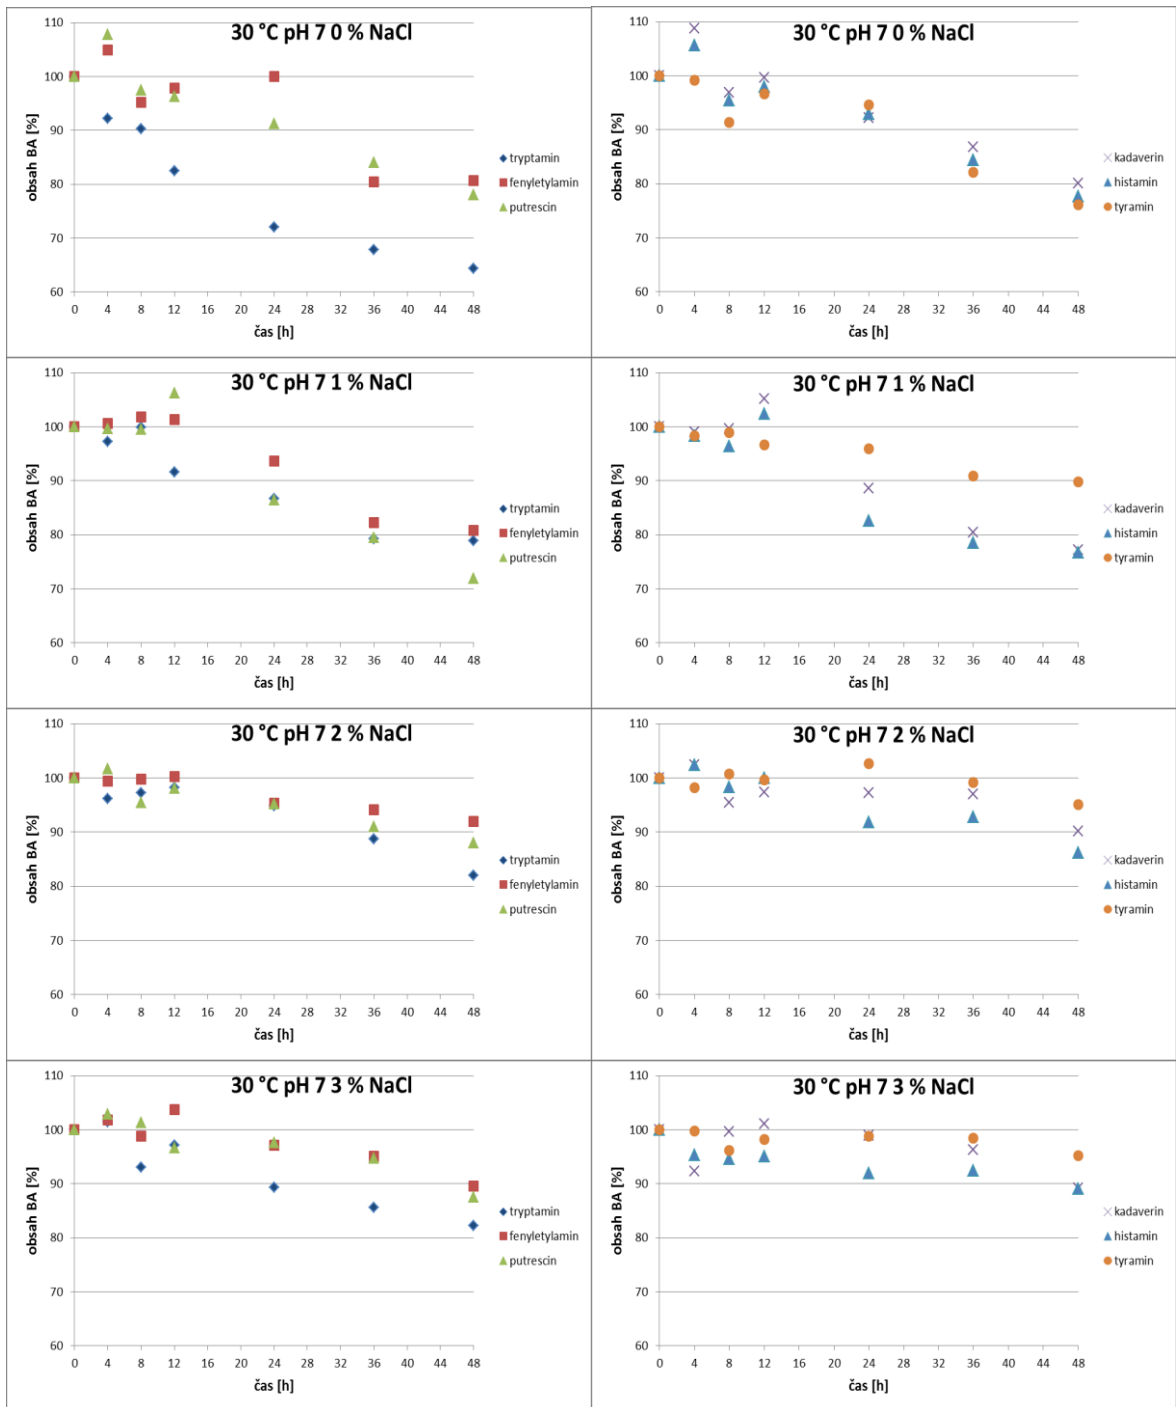 30 °C pH 7 0 % NaCl
obsah BA [%]
110
100
90
80
70
60
0 4 8 12 16 20 24 28 32 36 40 44 48
čas [h]
tryptamin
fenyletylamin
putrescin
30 °C pH 7 0 % NaCl
obsah BA [%]
110
100
90
80
70
60
0 4 8 12 16 20 24 28 32 36 40 44 48
čas [h]
kadaverin
histamin
tyramin
30 °C pH 7 1 % NaCl
obsah BA [%]
110
100
90
80
70
60
0 4 8 12 16 20 24 28 32 36 40 44 48
čas [h]
tryptamin
fenyletylamin
putrescin
30 °C pH 7 1 % NaCl
obsah BA [%]
110
100
90
80
70
60
0 4 8 12 16 20 24 28 32 36 40 44 48
čas [h]
kadaverin
histamin
tyramin
30 °C pH 7 2 % NaCl
obsah BA [%]
110
100
90
80
70
60
0 4 8 12 16 20 24 28 32 36 40 44 48
čas [h]
tryptamin
fenyletylamin
putrescin
30 °C pH 7 2 % NaCl
obsah BA [%]
110
100
90
80
70
60
0 4 8 12 16 20 24 28 32 36 40 44 48
čas [h]
kadaverin
histamin
tyramin
30 °C pH 7 3 % NaCl
obsah BA [%]
110
100
90
80
70
60
0 4 8 12 16 20 24 28 32 36 40 44 48
čas [h]
tryptamin
fenyletylamin
putrescin
30 °C pH 7 3 % NaCl
obsah BA [%]
110
100
90
80
70
60
0 4 8 12 16 20 24 28 32 36 40 44 48
čas [h]
kadaverin
histamin
tyramin